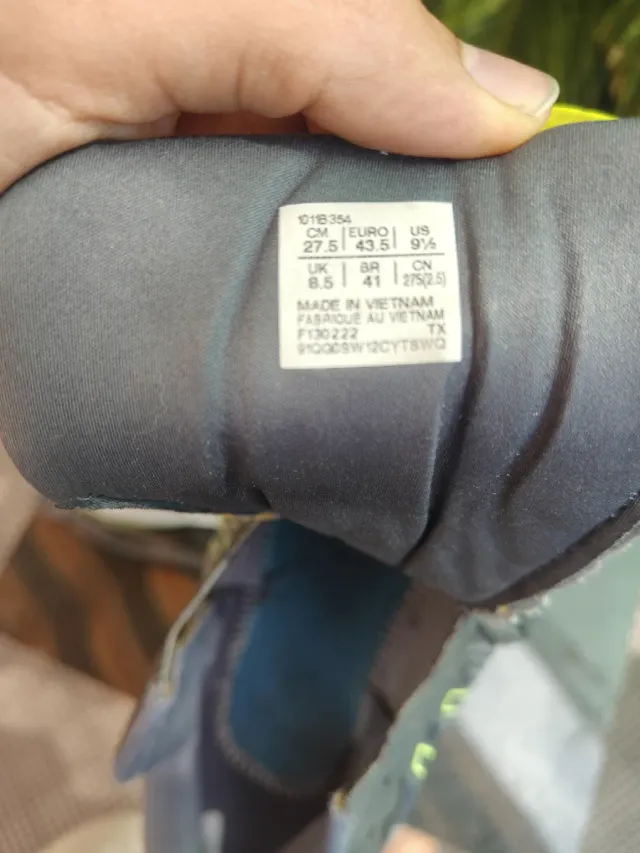 1011B354
CM | EURO | US
27.5 | 43.5 | 9½
UK | BR | CN
8.5 | 41 | 275(2.5)
MADE IN VIETNAM
FABRIQUÉ AU VIETNAM
F130222 TX